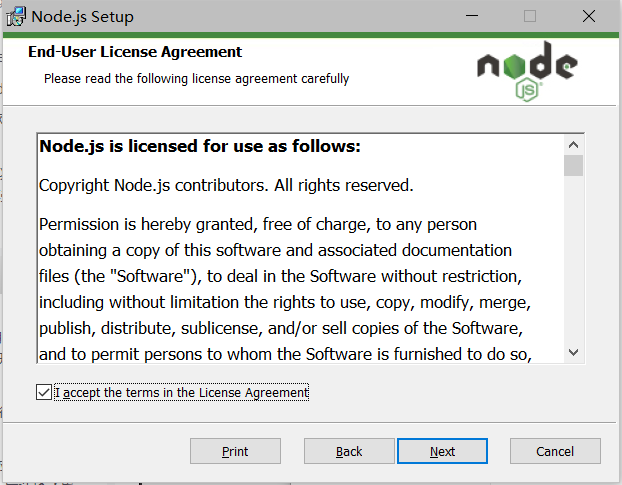 Node.js Setup
End-User License Agreement
Please read the following license agreement carefully
node
JS
Node.js is licensed for use as follows:
Copyright Node.js contributors. All rights reserved.
Permission is hereby granted, free of charge, to any person
obtaining a copy of this software and associated documentation
files (the "Software"), to deal in the Software without restriction,
including without limitation the rights to use, copy, modify, merge,
publish, distribute, sublicense, and/or sell copies of the Software,
and to permit persons to whom the Software is furnished to do so,
I accept the terms in the License Agreement
Print
Back
Next
Cancel